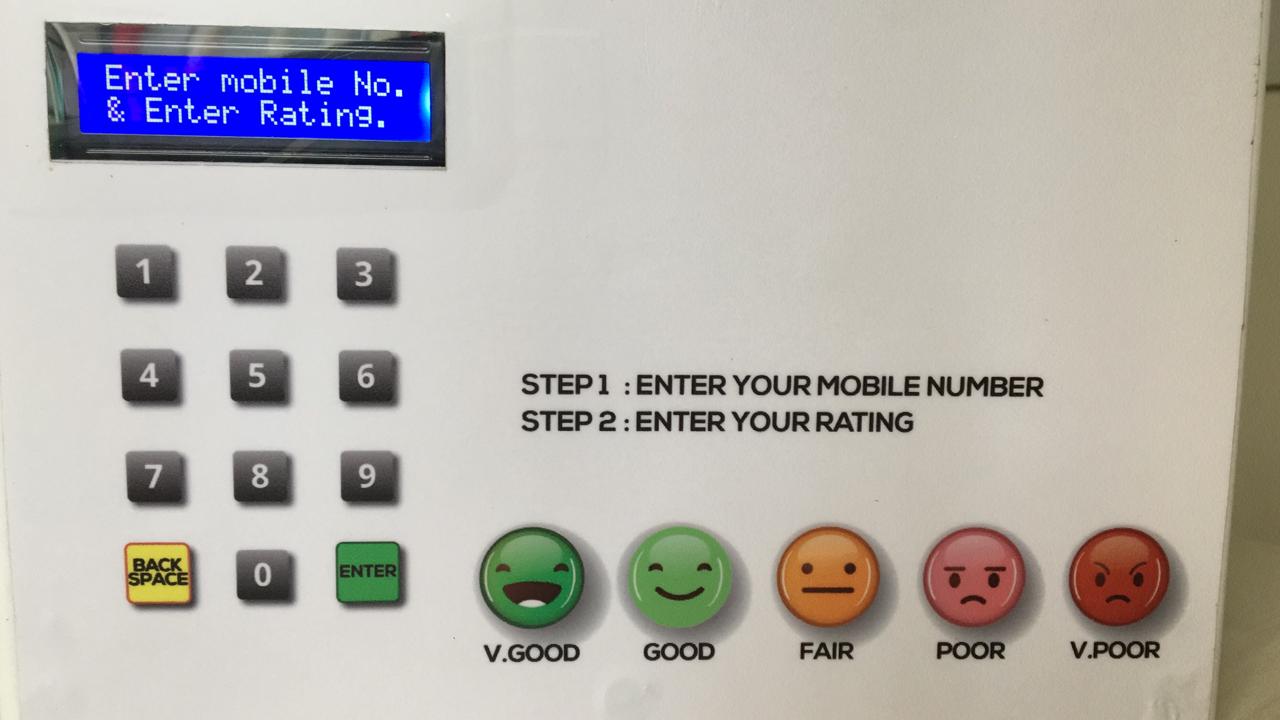 Enter mobile No.
& Enter Rating.
1 2 3
4 5 6
7 8 9
BACK
SPACE
0
ENTER
STEP 1 : ENTER YOUR MOBILE NUMBER
STEP 2 : ENTER YOUR RATING
V.GOOD GOOD FAIR POOR V.POOR